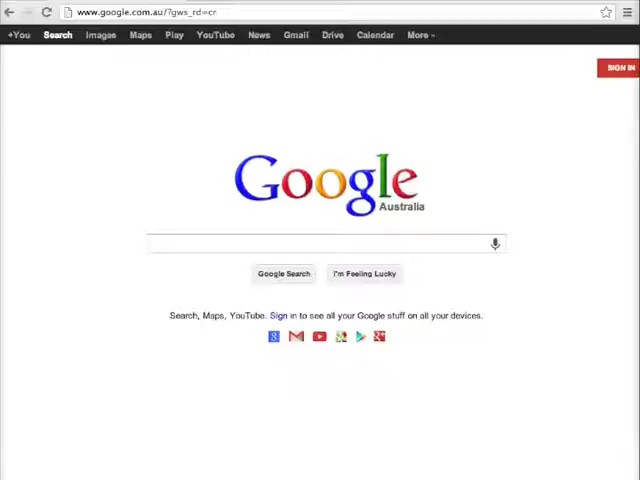 www.google.com.au/?gws_rd=cr
+You Search Images Maps Play YouTube News Gmail Drive Calendar More
SIGN IN
Google
Australia
Google Search I'm Feeling Lucky
Search, Maps, YouTube. Sign in to see all your Google stuff on all your devices.